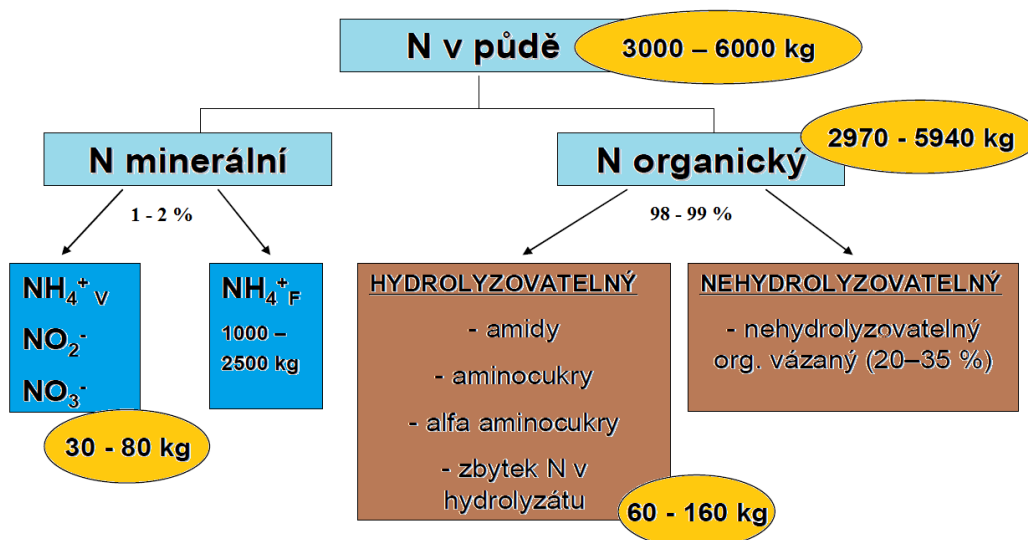 N v půdě
3000 – 6000 kg
N minerální
N organický
2970 - 5940 kg
1 - 2 %
98 - 99 %
NH₄⁺ V
NO₂⁻
NO₃⁻
30 - 80 kg
NH₄⁺ F
1000 –
2500 kg
HYDROLYZOVATELNÝ
- amidy
- aminocukry
- alfa aminocukry
- zbytek N v
hydrolyzátu
60 - 160 kg
NEHYDROLYZOVATELNÝ
- nehydrolyzovatelný
org. vázaný (20–35 %)